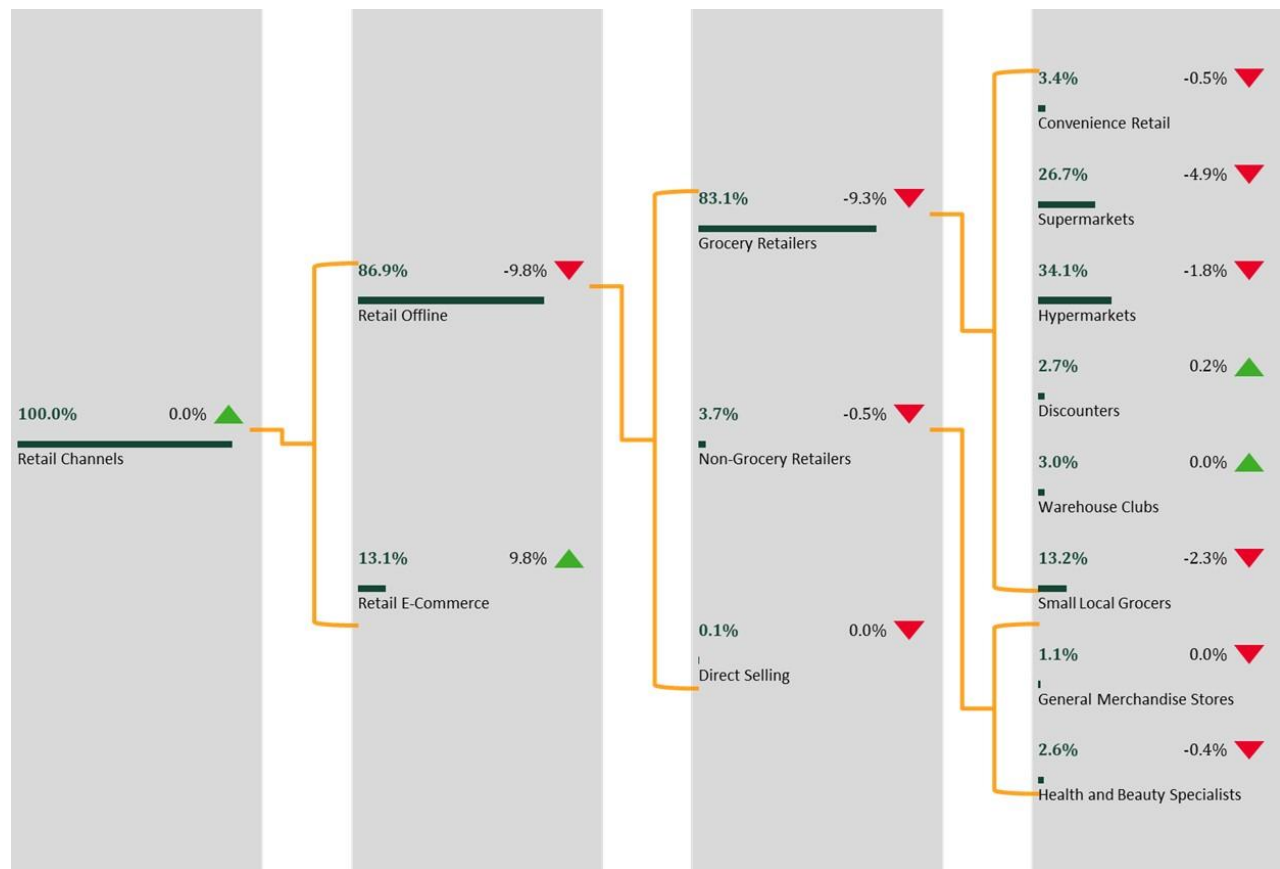 100.0% 0.0%
Retail Channels
86.9% -9.8%
Retail Offline
13.1% 9.8%
Retail E-Commerce
83.1% -9.3%
Grocery Retailers
3.7% -0.5%
Non-Grocery Retailers
0.1% 0.0%
Direct Selling
3.4% -0.5%
Convenience Retail
26.7% -4.9%
Supermarkets
34.1% -1.8%
Hypermarkets
2.7% 0.2%
Discounters
3.0% 0.0%
Warehouse Clubs
13.2% -2.3%
Small Local Grocers
1.1% 0.0%
General Merchandise Stores
2.6% -0.4%
Health and Beauty Specialists